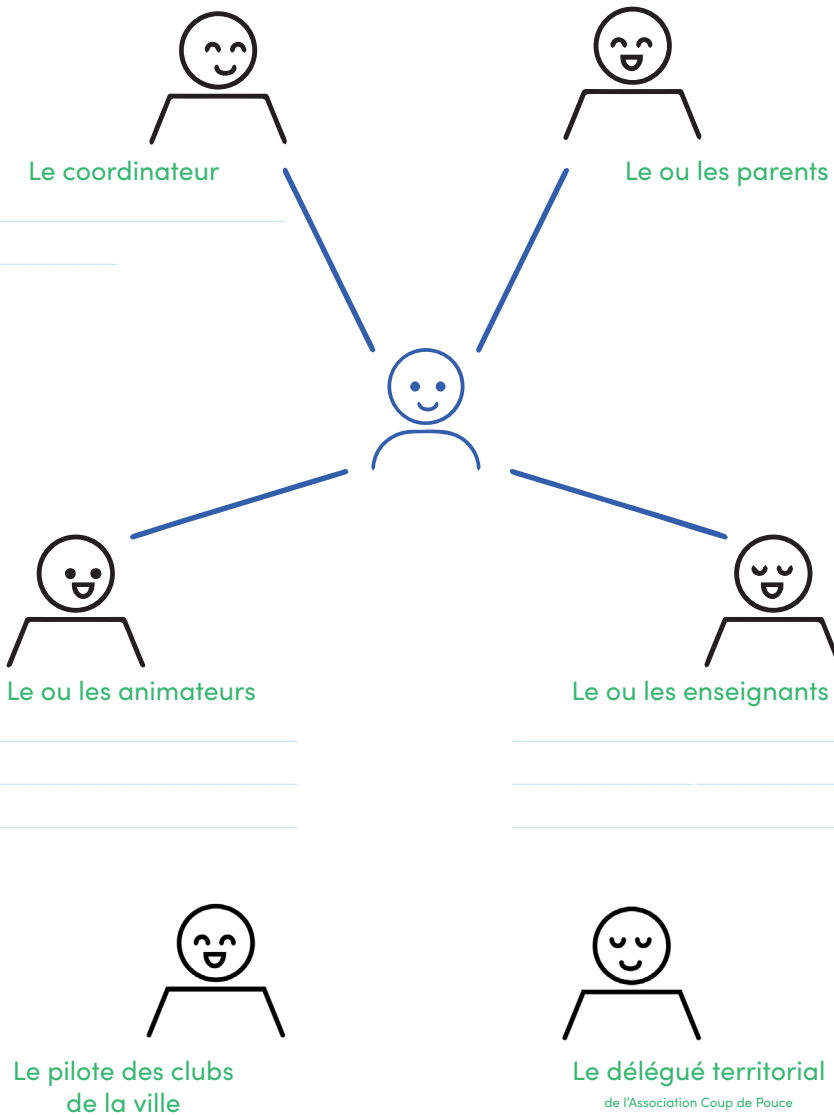 Le coordinateur
Le ou les parents
Le ou les animateurs
Le ou les enseignants
Le pilote des clubs
de la ville
Le délégué territorial
de l'Association Coup de Pouce